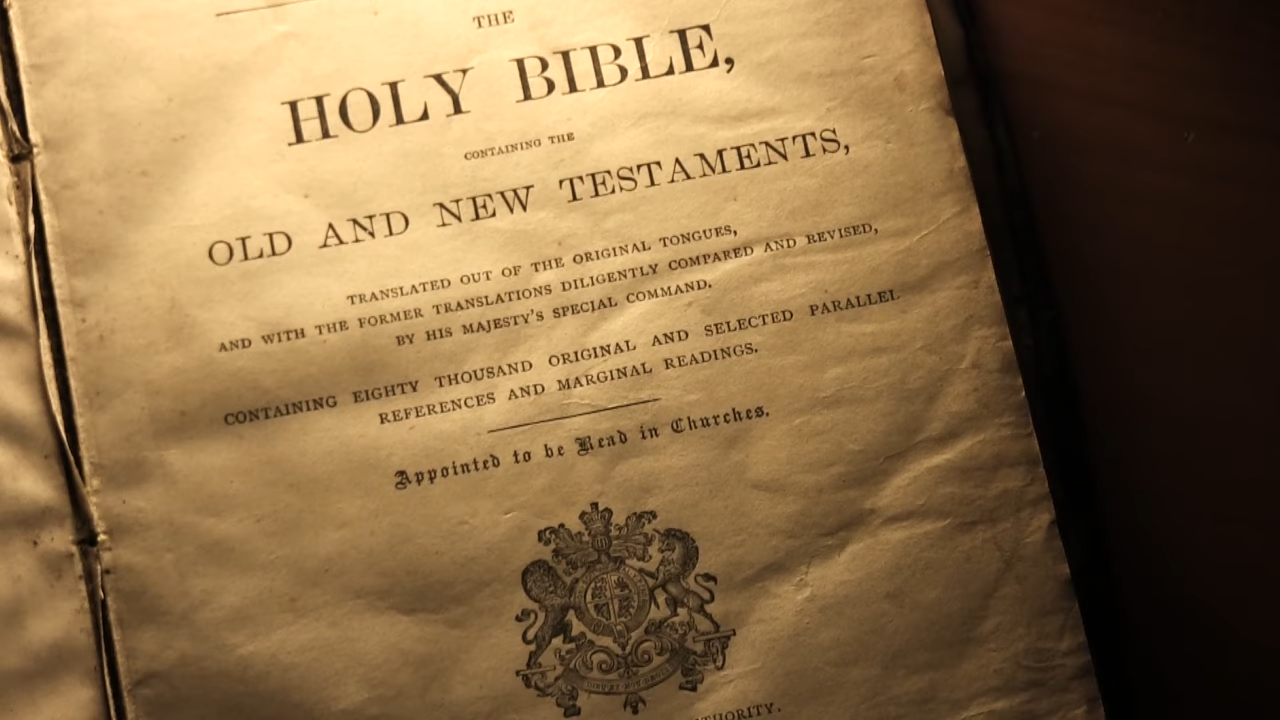 THE
HOLY BIBLE,
CONTAINING THE
OLD AND NEW TESTAMENTS,
TRANSLATED OUT OF THE ORIGINAL TONGUES,
AND WITH THE FORMER TRANSLATIONS DILIGENTLY COMPARED AND REVISED,
BY HIS MAJESTY'S SPECIAL COMMAND.
CONTAINING EIGHTY THOUSAND ORIGINAL AND SELECTED PARALLEL
REFERENCES AND MARGINAL READINGS.
Appointed to be Read in Churches.